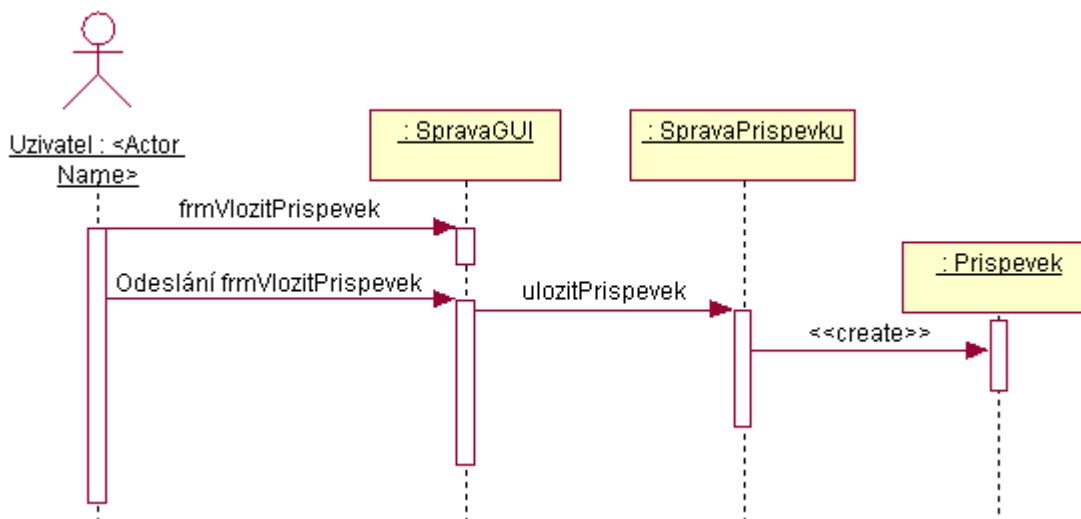 Uzivatel : <Actor
Name>
: SpravaGUI
: SpravaPrispevku
frmVlozitPrispevek
: Prispevek
Odeslání frmVlozitPrispevek
ulozitPrispevek
<<create>>